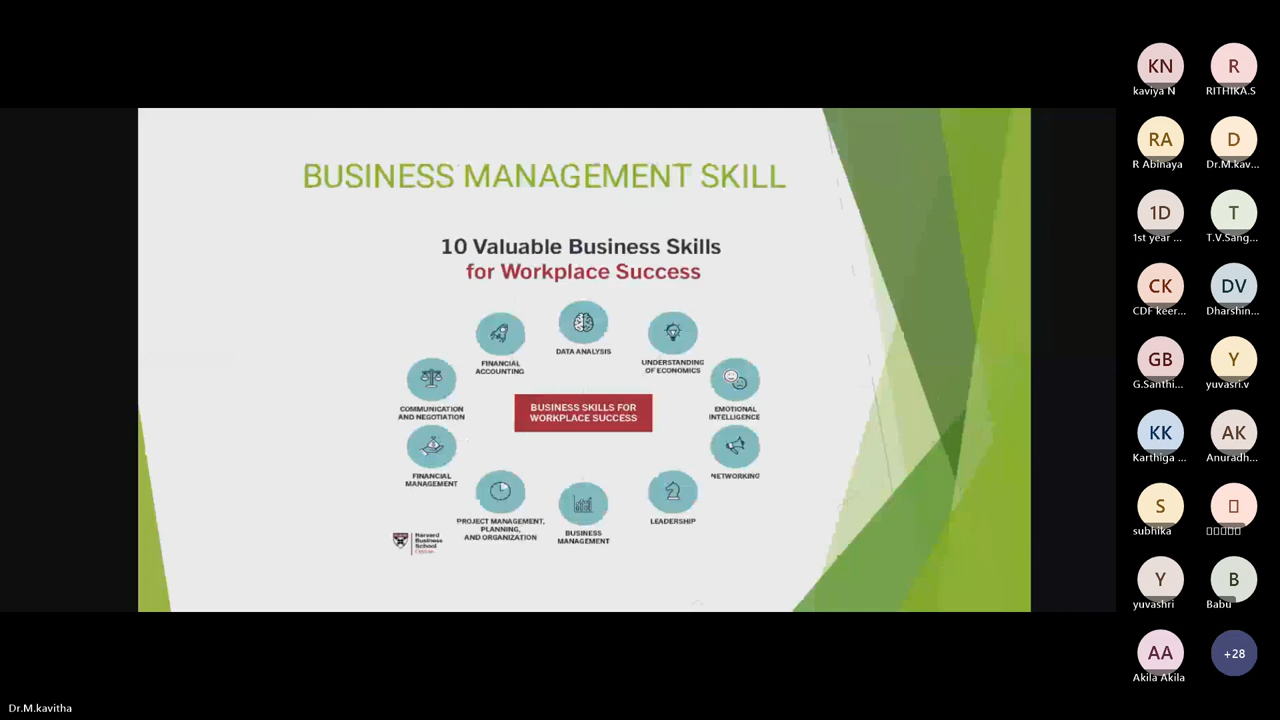 BUSINESS MANAGEMENT SKILL
10 Valuable Business Skills
for Workplace Success
DATA ANALYSIS
FINANCIAL
ACCOUNTING
UNDERSTANDING
OF ECONOMICS
COMMUNICATION
AND NEGOTIATION
BUSINESS SKILLS FOR
WORKPLACE SUCCESS
EMOTIONAL
INTELLIGENCE
FINANCIAL
MANAGEMENT
NETWORKING
PROJECT MANAGEMENT,
PLANNING,
AND ORGANIZATION
BUSINESS
MANAGEMENT
LEADERSHIP
Harvard
Business
School
KN
kaviya N
R
RITHIKA.S
RA
R Abinaya
D
Dr.M.kav...
1D
1st year ...
T
T.V.Sang...
CK
CDF keer...
DV
Dharshin...
GB
G.Santhi...
Y
yuvasri.v
KK
Karthiga ...
AK
Anuradh...
S
subhika
Y
yuvashri
B
Babu
AA
Akila Akila
+28
Dr.M.kavitha